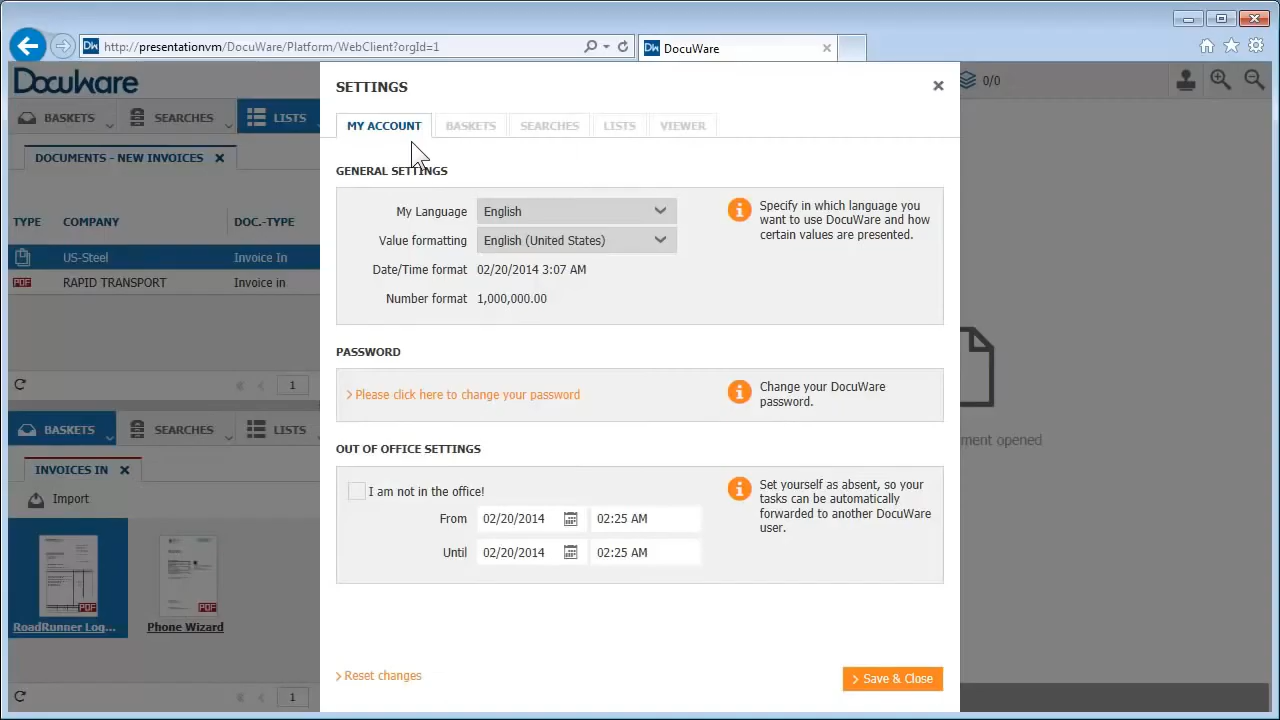 http://presentationvm/DocuWare/Platform/WebClient?orgId=1
DW DocuWare
DocuWare
BASKETS
SEARCHES
LISTS
DOCUMENTS - NEW INVOICES
TYPE COMPANY DOC.-TYPE
US-Steel Invoice In
PDF RAPID TRANSPORT Invoice in
1
BASKETS
SEARCHES
LISTS
INVOICES IN
Import
PDF
PDF
RoadRunner Log...
Phone Wizard
1
SETTINGS
MY ACCOUNT
BASKETS
SEARCHES
LISTS
VIEWER
GENERAL SETTINGS
My Language English
Value formatting English (United States)
Date/Time format 02/20/2014 3:07 AM
Number format 1,000,000.00
Specify in which language you
want to use DocuWare and how
certain values are presented.
PASSWORD
Please click here to change your password
Change your DocuWare
password.
OUT OF OFFICE SETTINGS
I am not in the office!
From 02/20/2014 02:25 AM
Until 02/20/2014 02:25 AM
Set yourself as absent, so your
tasks can be automatically
forwarded to another DocuWare
user.
Reset changes
Save & Close
0/0
ment opened